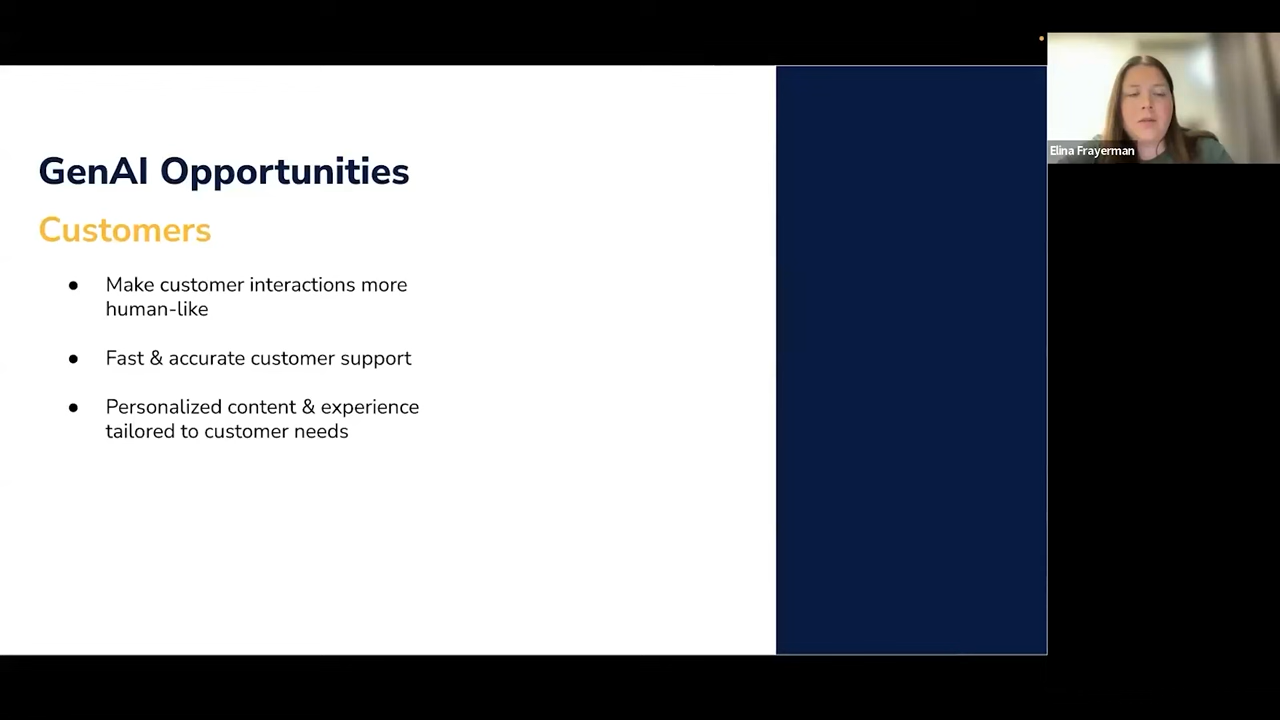 GenAI Opportunities
Customers
● Make customer interactions more
human-like
● Fast & accurate customer support
● Personalized content & experience
tailored to customer needs
Elina Frayerman